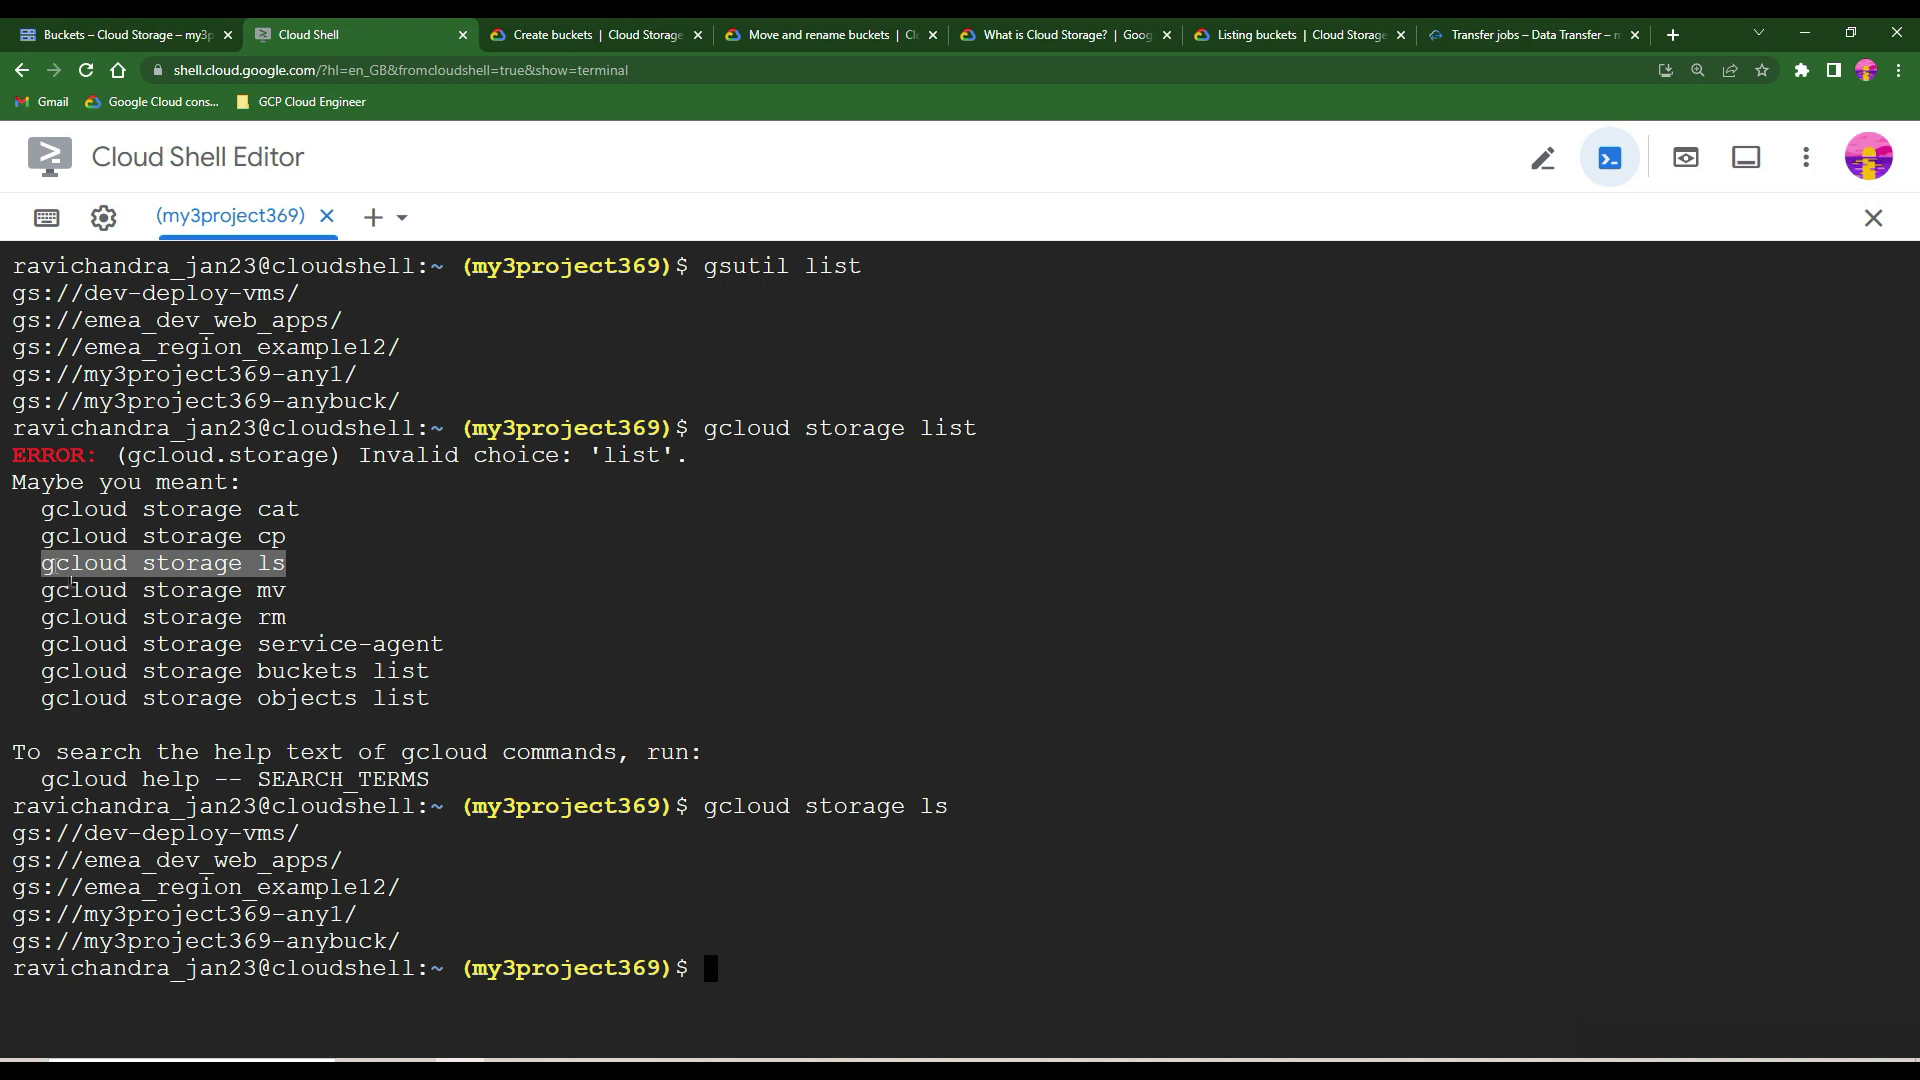 Buckets – Cloud Storage – my3p
Cloud Shell
Create buckets | Cloud Storage
Move and rename buckets | Cl
What is Cloud Storage? | Goog
Listing buckets | Cloud Storage
Transfer jobs – Data Transfer – m
shell.cloud.google.com/?hl=en_GB&fromcloudshell=true&show=terminal
Gmail
Google Cloud cons...
GCP Cloud Engineer
Cloud Shell Editor
(my3project369)
ravichandra_jan23@cloudshell:~ (my3project369)$ gsutil list
gs://dev-deploy-vms/
gs://emea_dev_web_apps/
gs://emea_region_example12/
gs://my3project369-any1/
gs://my3project369-anybuck/
ravichandra_jan23@cloudshell:~ (my3project369)$ gcloud storage list
ERROR: (gcloud.storage) Invalid choice: 'list'.
Maybe you meant:
gcloud storage cat
gcloud storage cp
gcloud storage ls
gcloud storage mv
gcloud storage rm
gcloud storage service-agent
gcloud storage buckets list
gcloud storage objects list
To search the help text of gcloud commands, run:
gcloud help -- SEARCH_TERMS
ravichandra_jan23@cloudshell:~ (my3project369)$ gcloud storage ls
gs://dev-deploy-vms/
gs://emea_dev_web_apps/
gs://emea_region_example12/
gs://my3project369-any1/
gs://my3project369-anybuck/
ravichandra_jan23@cloudshell:~ (my3project369)$